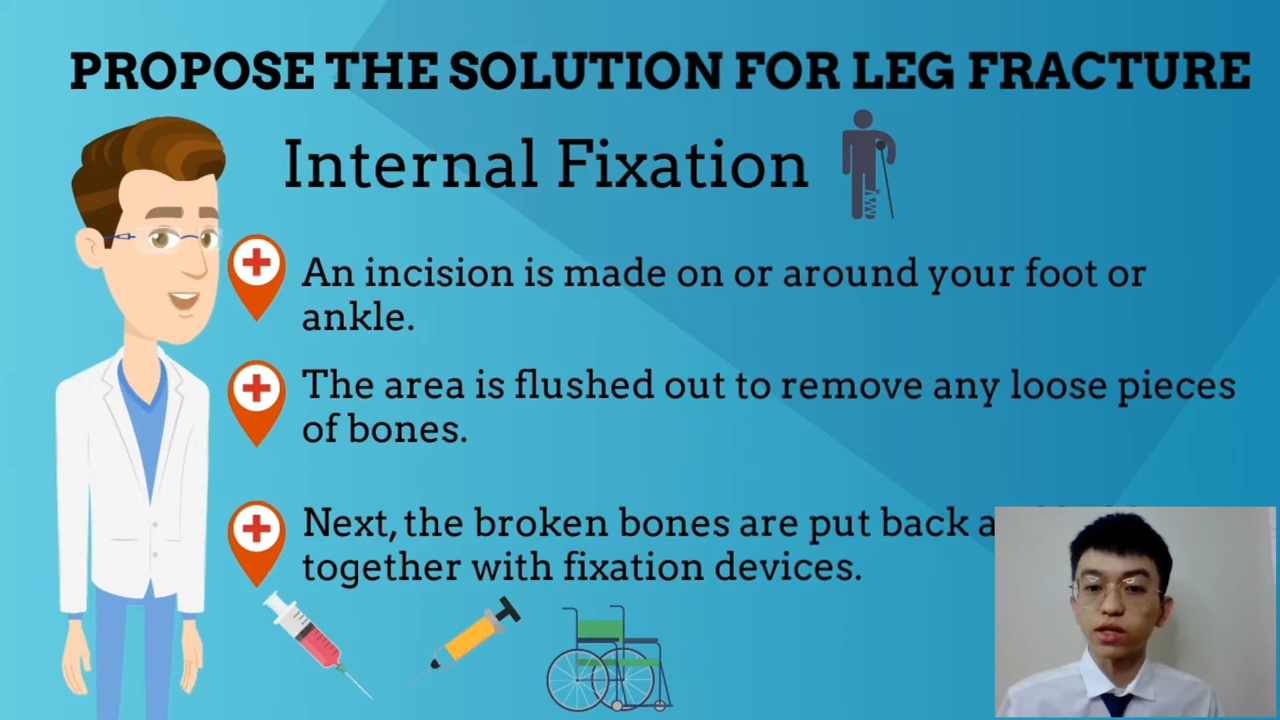 PROPOSE THE SOLUTION FOR LEG FRACTURE
Internal Fixation
An incision is made on or around your foot or
ankle.
The area is flushed out to remove any loose pieces
of bones.
Next, the broken bones are put back
together with fixation devices.